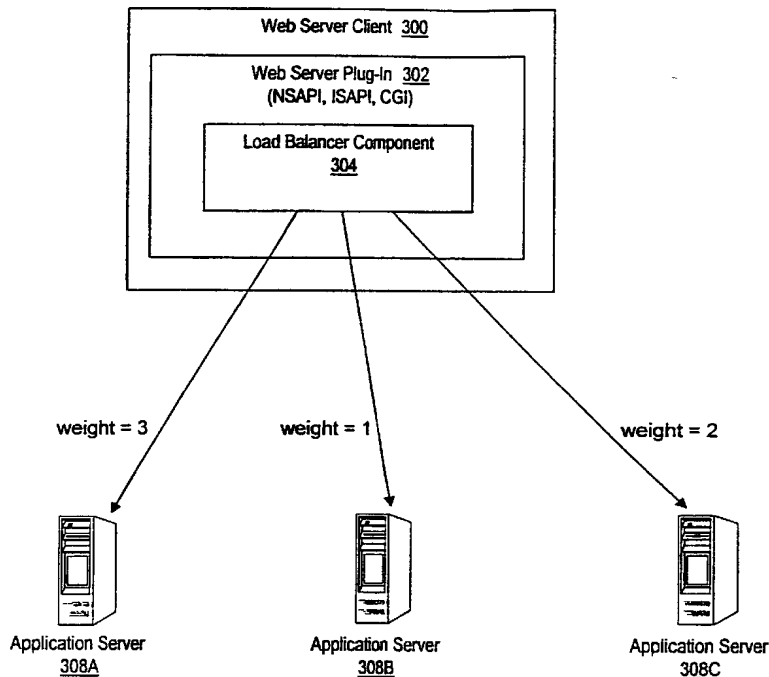 Web Server Client 300
Web Server Plug-In 302
(NSAPI, ISAPI, CGI)
Load Balancer Component
304
weight = 3
weight = 1
weight = 2
Application Server
308A
Application Server
308B
Application Server
308C